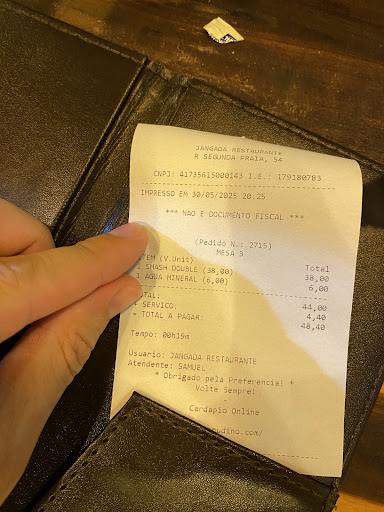 JANGADA RESTAURANTE
R SEGUNDA PRAIA, 54
CNPJ: 41735615000143 I.E.: 179180783
IMPRESSO EM 30/05/2025 20:25
*** NAO E DOCUMENTO FISCAL ***
(Pedido N.: 2715)
MESA 3
(V.Unit) Total
SMASH DOUBLE (38,00) 38,00
AGUA MINERAL (6,00) 6,00
44,00
+ SERVICO: 4,40
= TOTAL A PAGAR: 48,40
Tempo: 00h19m
Usuario: JANGADA RESTAURANTE
Atendente: SAMUEL
* Obrigado pela Preferencia! *
Volte Sempre!
-
Cardapio Online